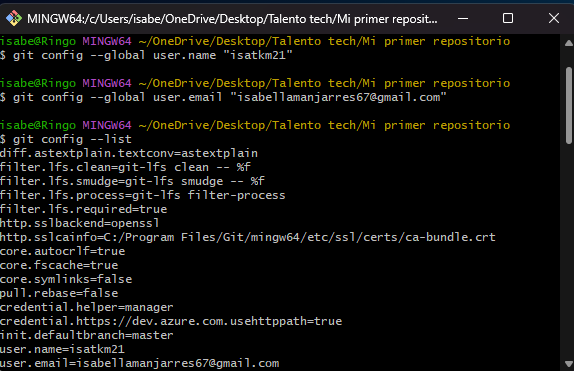 MINGW64:/c/Users/isabe/OneDrive/Desktop/Talento tech/Mi primer reposit...
isabe@Ringo MINGW64 ~/OneDrive/Desktop/Talento tech/Mi primer repositorio
$ git config --global user.name "isatkm21"
isabe@Ringo MINGW64 ~/OneDrive/Desktop/Talento tech/Mi primer repositorio
$ git config --global user.email "isabellamanjarres67@gmail.com"
isabe@Ringo MINGW64 ~/OneDrive/Desktop/Talento tech/Mi primer repositorio
$ git config --list
diff.astextplain.textconv=astextplain
filter.lfs.clean=git-lfs clean -- %f
filter.lfs.smudge=git-lfs smudge -- %f
filter.lfs.process=git-lfs filter-process
filter.lfs.required=true
http.sslbackend=openssl
http.sslcainfo=C:/Program Files/Git/mingw64/etc/ssl/certs/ca-bundle.crt
core.autocrlf=true
core.fscache=true
core.symlinks=false
pull.rebase=false
credential.helper=manager
credential.https://dev.azure.com.usehttppath=true
init.defaultbranch=master
user.name=isatkm21
user.email=isabellamanjarres67@gmail.com